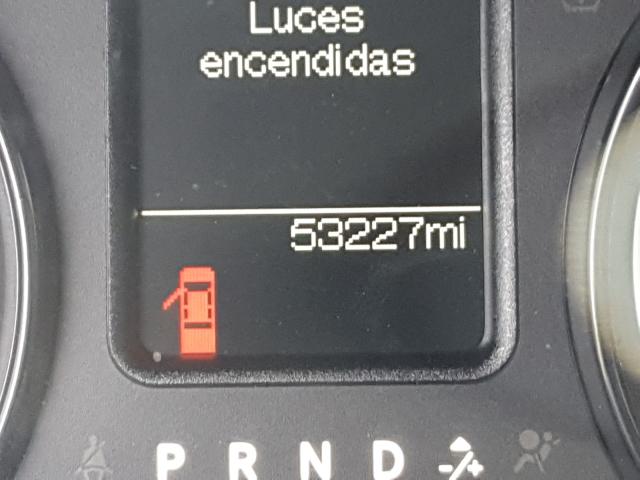 Luces
encendidas
53227mi
P R N D -/+